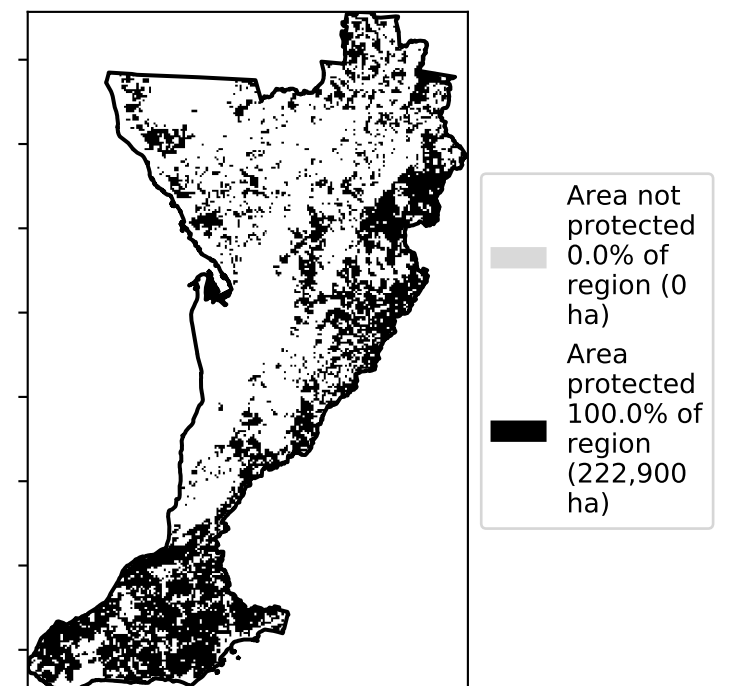 Area not
protected
0.0% of
region (0
ha)
Area
protected
100.0% of
region
(222,900
ha)